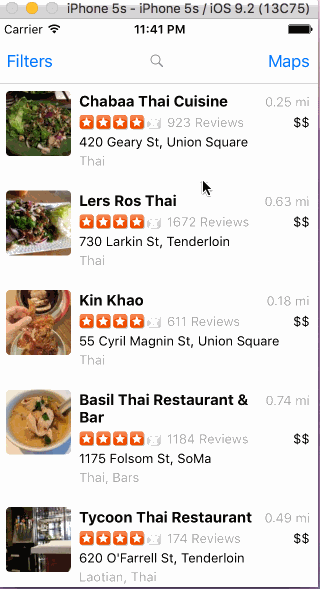 iPhone 5s - iPhone 5s / iOS 9.2 (13C75)
Carrier 11:41 PM
Filters Maps
Chabaa Thai Cuisine 0.25 mi
923 Reviews $$
420 Geary St, Union Square
Thai
Lers Ros Thai 0.63 mi
1672 Reviews $$
730 Larkin St, Tenderloin
Thai
Kin Khao 0.18 mi
611 Reviews $$
55 Cyril Magnin St, Union Square
Thai
Basil Thai Restaurant & 0.74 mi
Bar
1184 Reviews $$
1175 Folsom St, SoMa
Thai, Bars
Tycoon Thai Restaurant 0.49 mi
174 Reviews $$
620 O'Farrell St, Tenderloin
Laotian, Thai